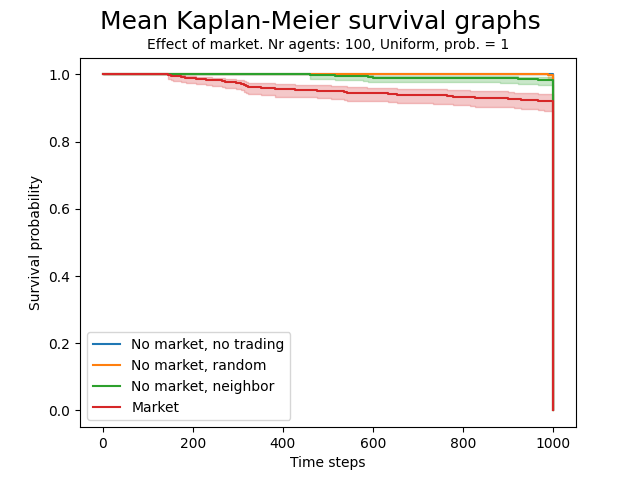 Mean Kaplan-Meier survival graphs
Effect of market. Nr agents: 100, Uniform, prob. = 1
Survival probability
1.0
0.8
0.6
0.4
0.2
0.0
No market, no trading
No market, random
No market, neighbor
Market
0 200 400 600 800 1000
Time steps